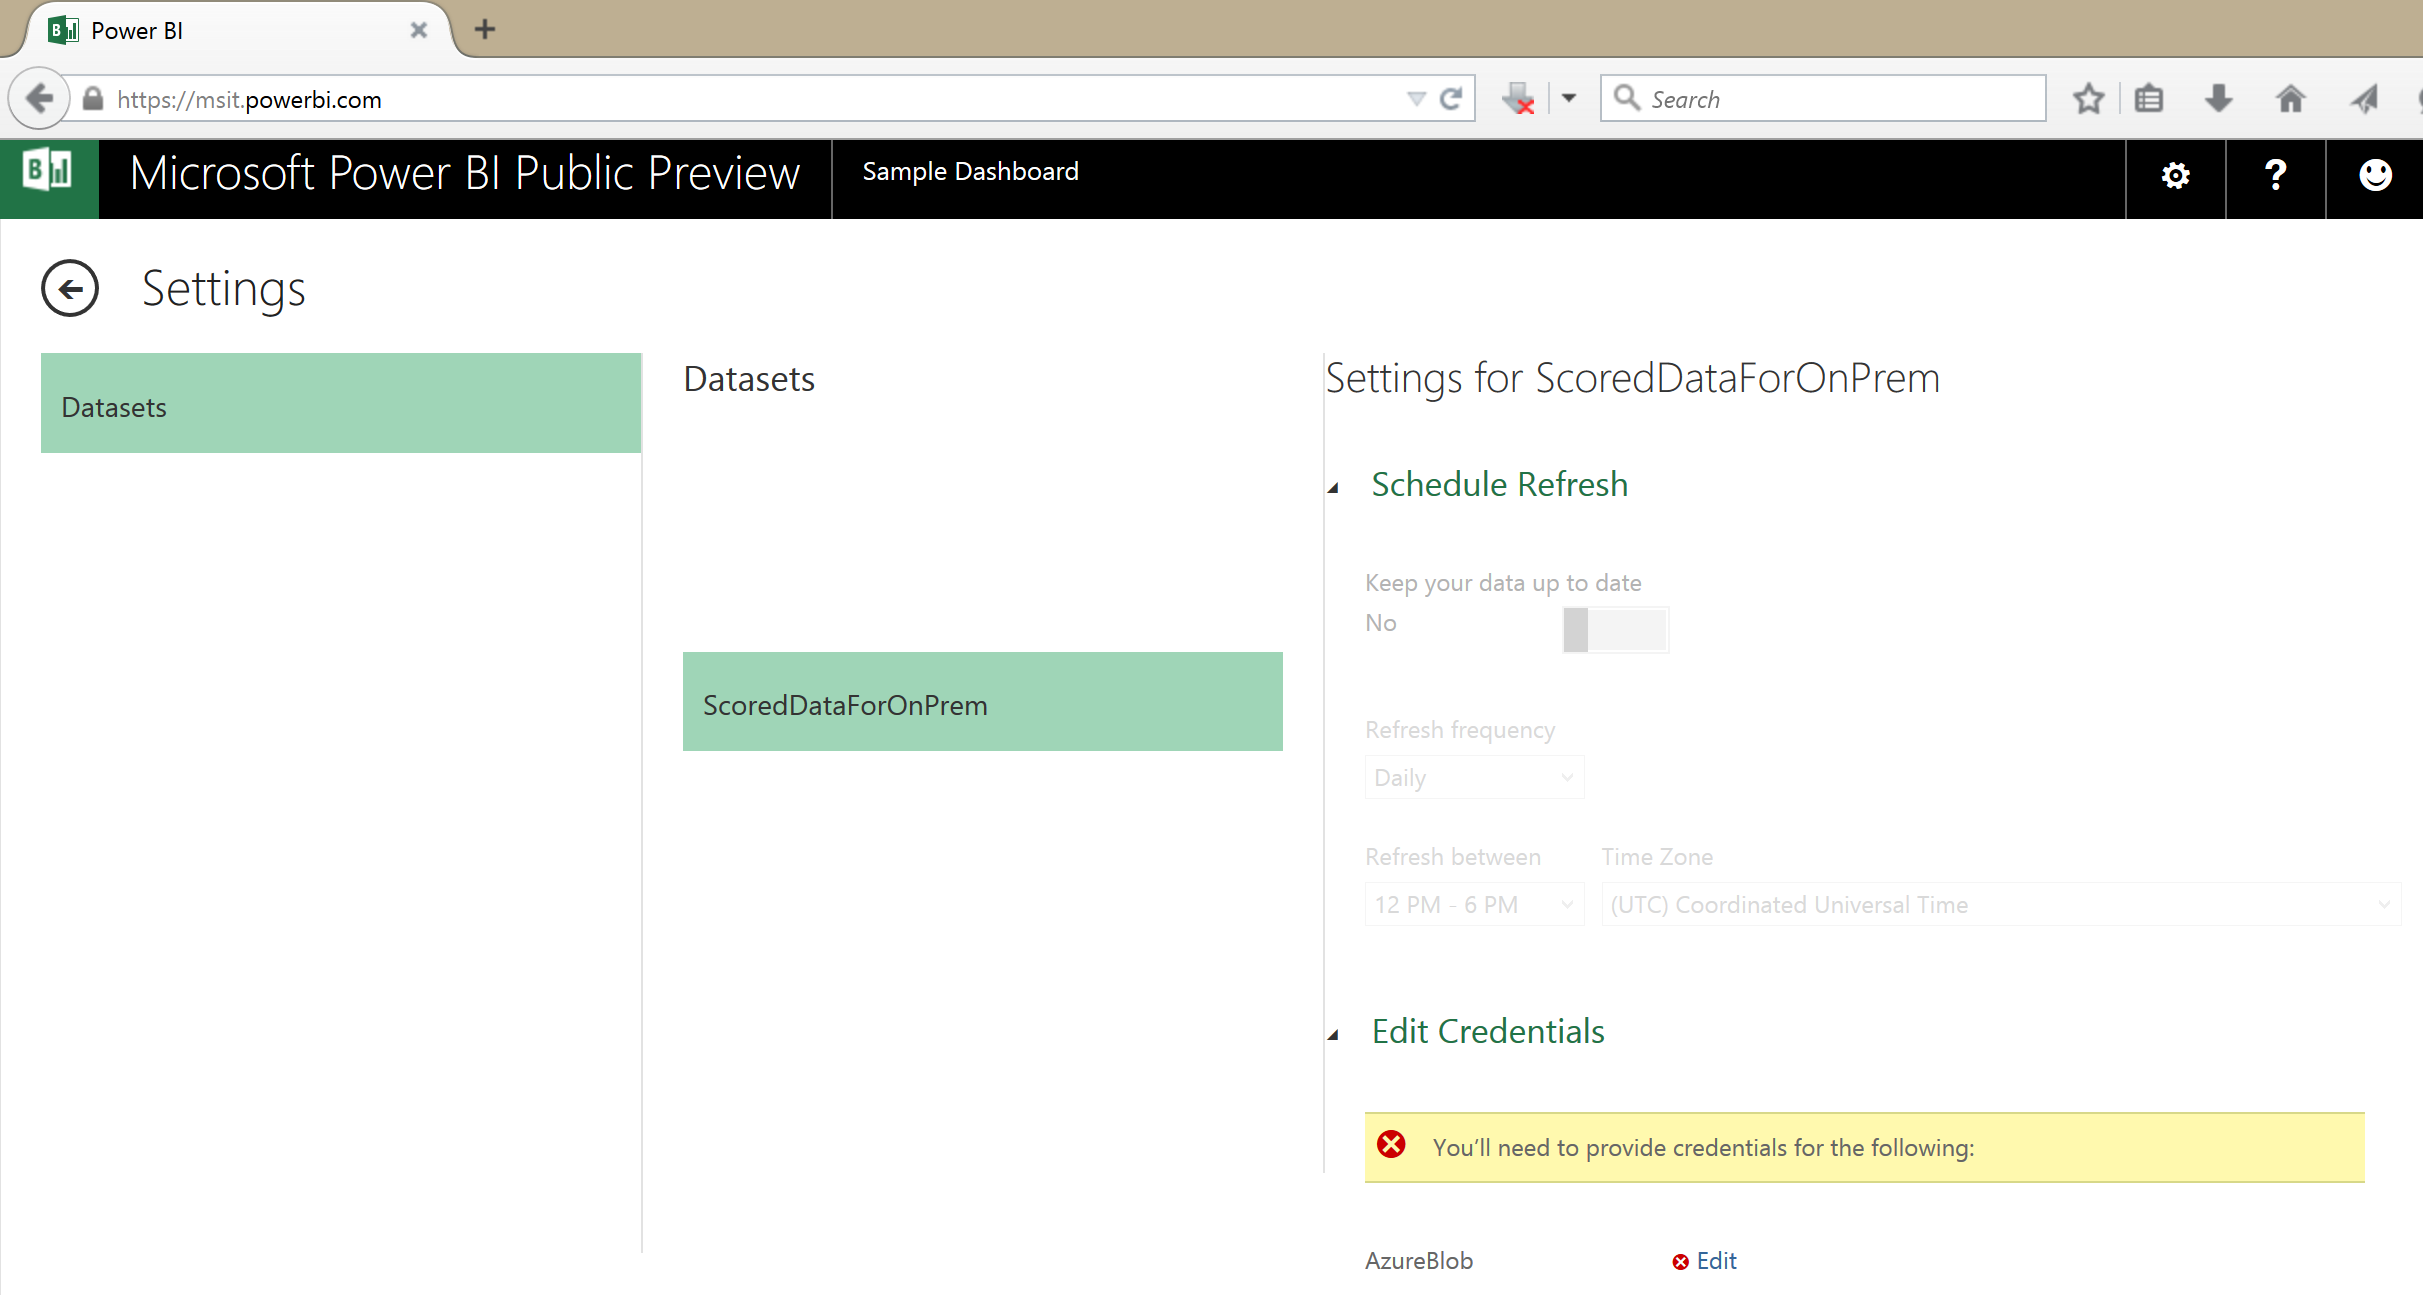 Power BI
https://msit.powerbi.com
Search
Microsoft Power BI Public Preview
Sample Dashboard
?
Settings
Datasets
Datasets
ScoredDataForOnPrem
Settings for ScoredDataForOnPrem
Schedule Refresh
Keep your data up to date
No
Refresh frequency
Daily
Refresh between
Time Zone
12 PM - 6 PM
(UTC) Coordinated Universal Time
Edit Credentials
You’ll need to provide credentials for the following:
AzureBlob
Edit